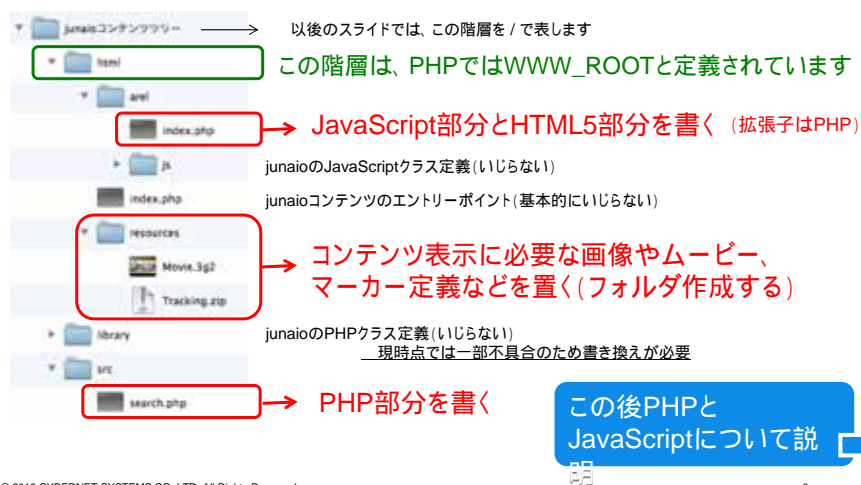 junaioコンテンツツリー
以後のスライドでは、この階層を / で表します
html
この階層は、PHPではWWW_ROOTと定義されています
arel
index.php
JavaScript部分とHTML5部分を書く (拡張子はPHP)
js
junaioのJavaScriptクラス定義(いじらない)
index.php
junaioコンテンツのエントリーポイント(基本的にいじらない)
resources
Movie.3g2
コンテンツ表示に必要な画像やムービー、
マーカー定義などを置く(フォルダ作成する)
Tracking.zip
library
junaioのPHPクラス定義(いじらない)
現時点では一部不具合のため書き換えが必要
src
search.php
PHP部分を書く
この後PHPと
JavaScriptについて説
明